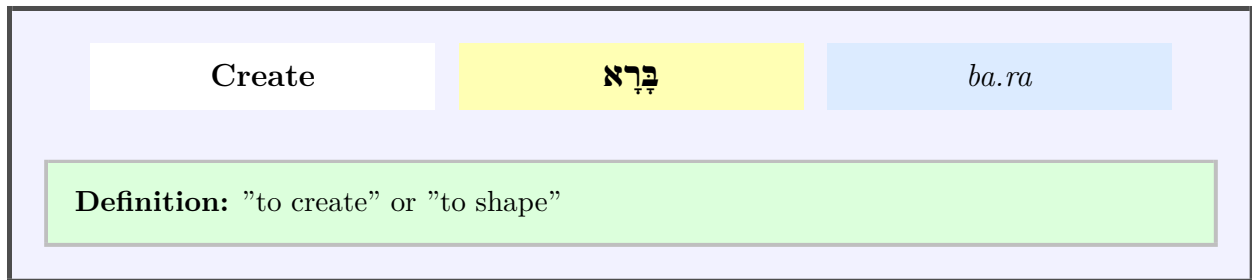 Create בָּרָא ba.ra
Definition: ”to create” or ”to shape”